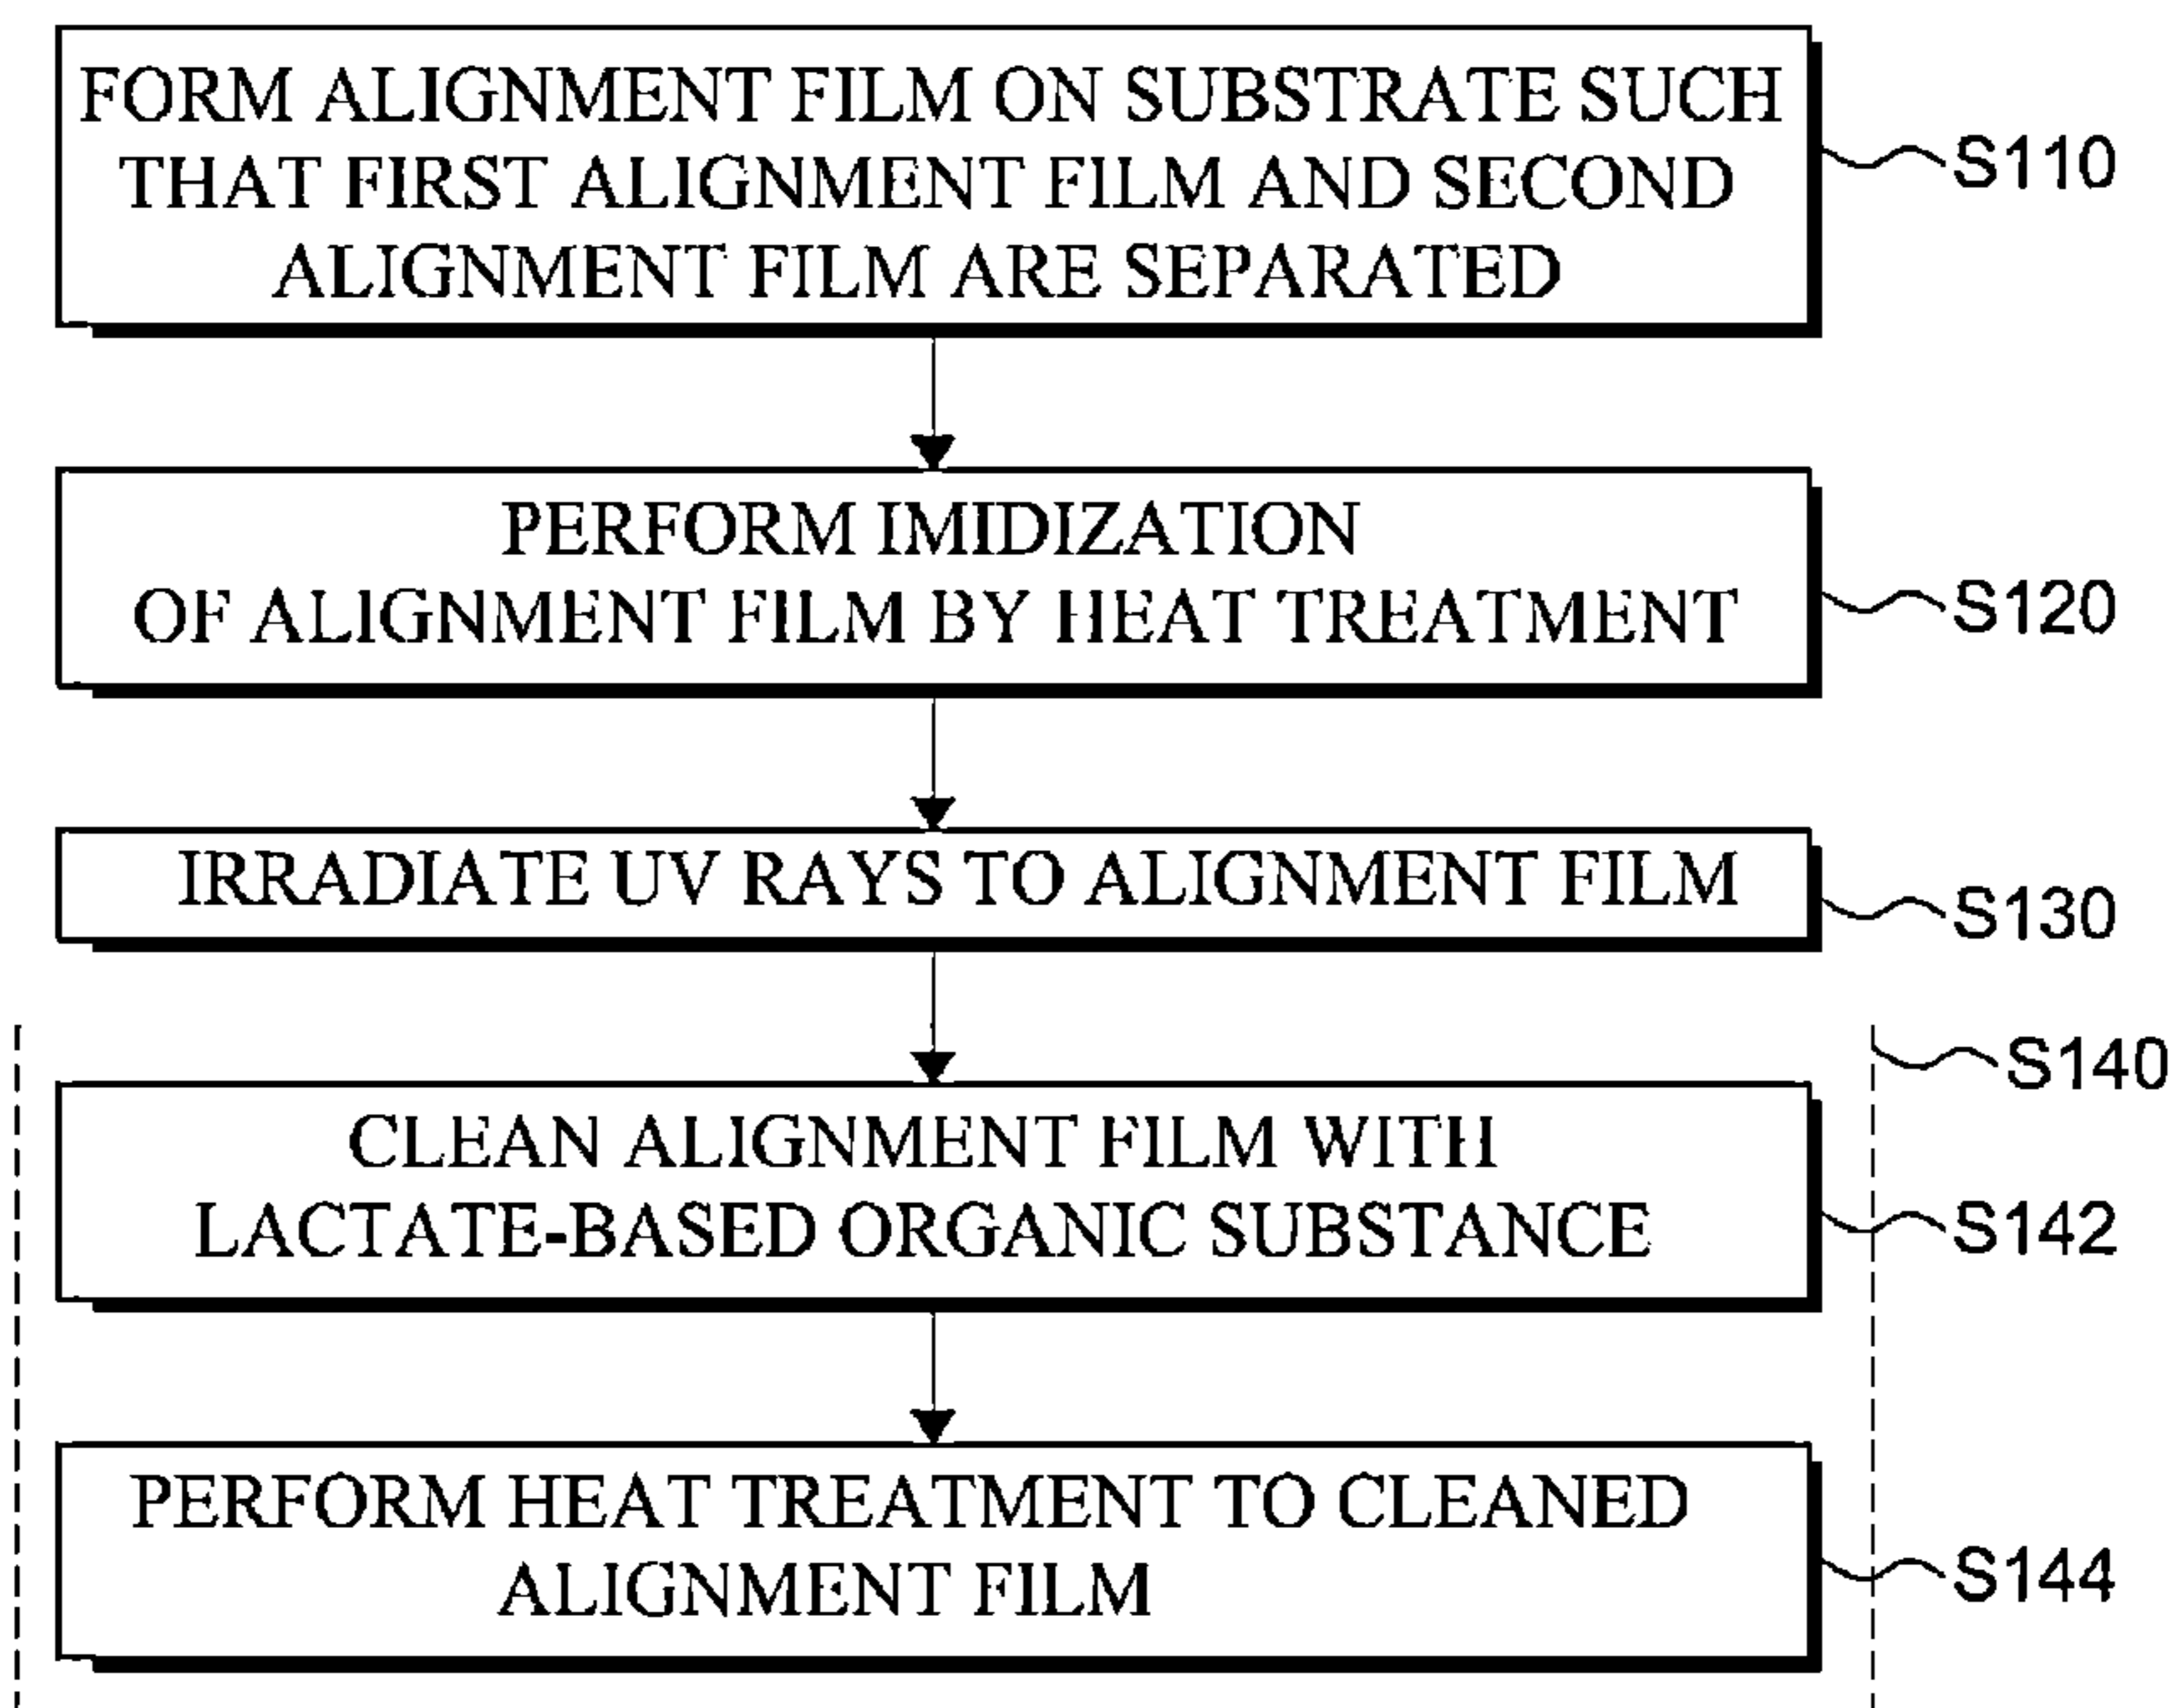 FORM ALIGNMENT FILM ON SUBSTRATE SUCH
THAT FIRST ALIGNMENT FILM AND SECOND
ALIGNMENT FILM ARE SEPARATED
S110
PERFORM IMIDIZATION
OF ALIGNMENT FILM BY HEAT TREATMENT
S120
IRRADIATE UV RAYS TO ALIGNMENT FILM
S130
S140
CLEAN ALIGNMENT FILM WITH
LACTATE-BASED ORGANIC SUBSTANCE
S142
PERFORM HEAT TREATMENT TO CLEANED
ALIGNMENT FILM
S144